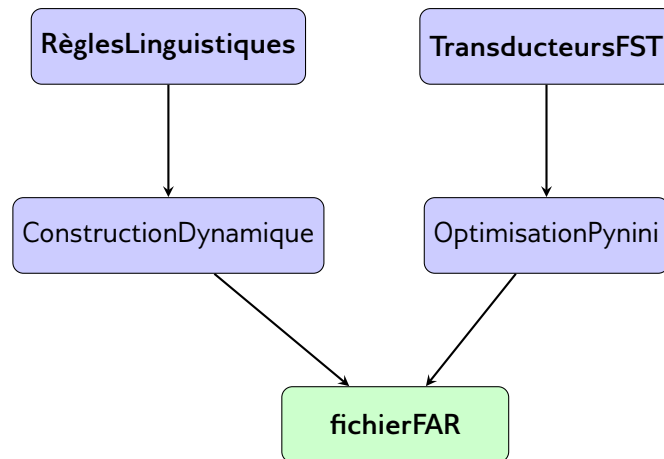 RèglesLinguistiques
TransducteursFST
ConstructionDynamique
OptimisationPynini
fichierFAR